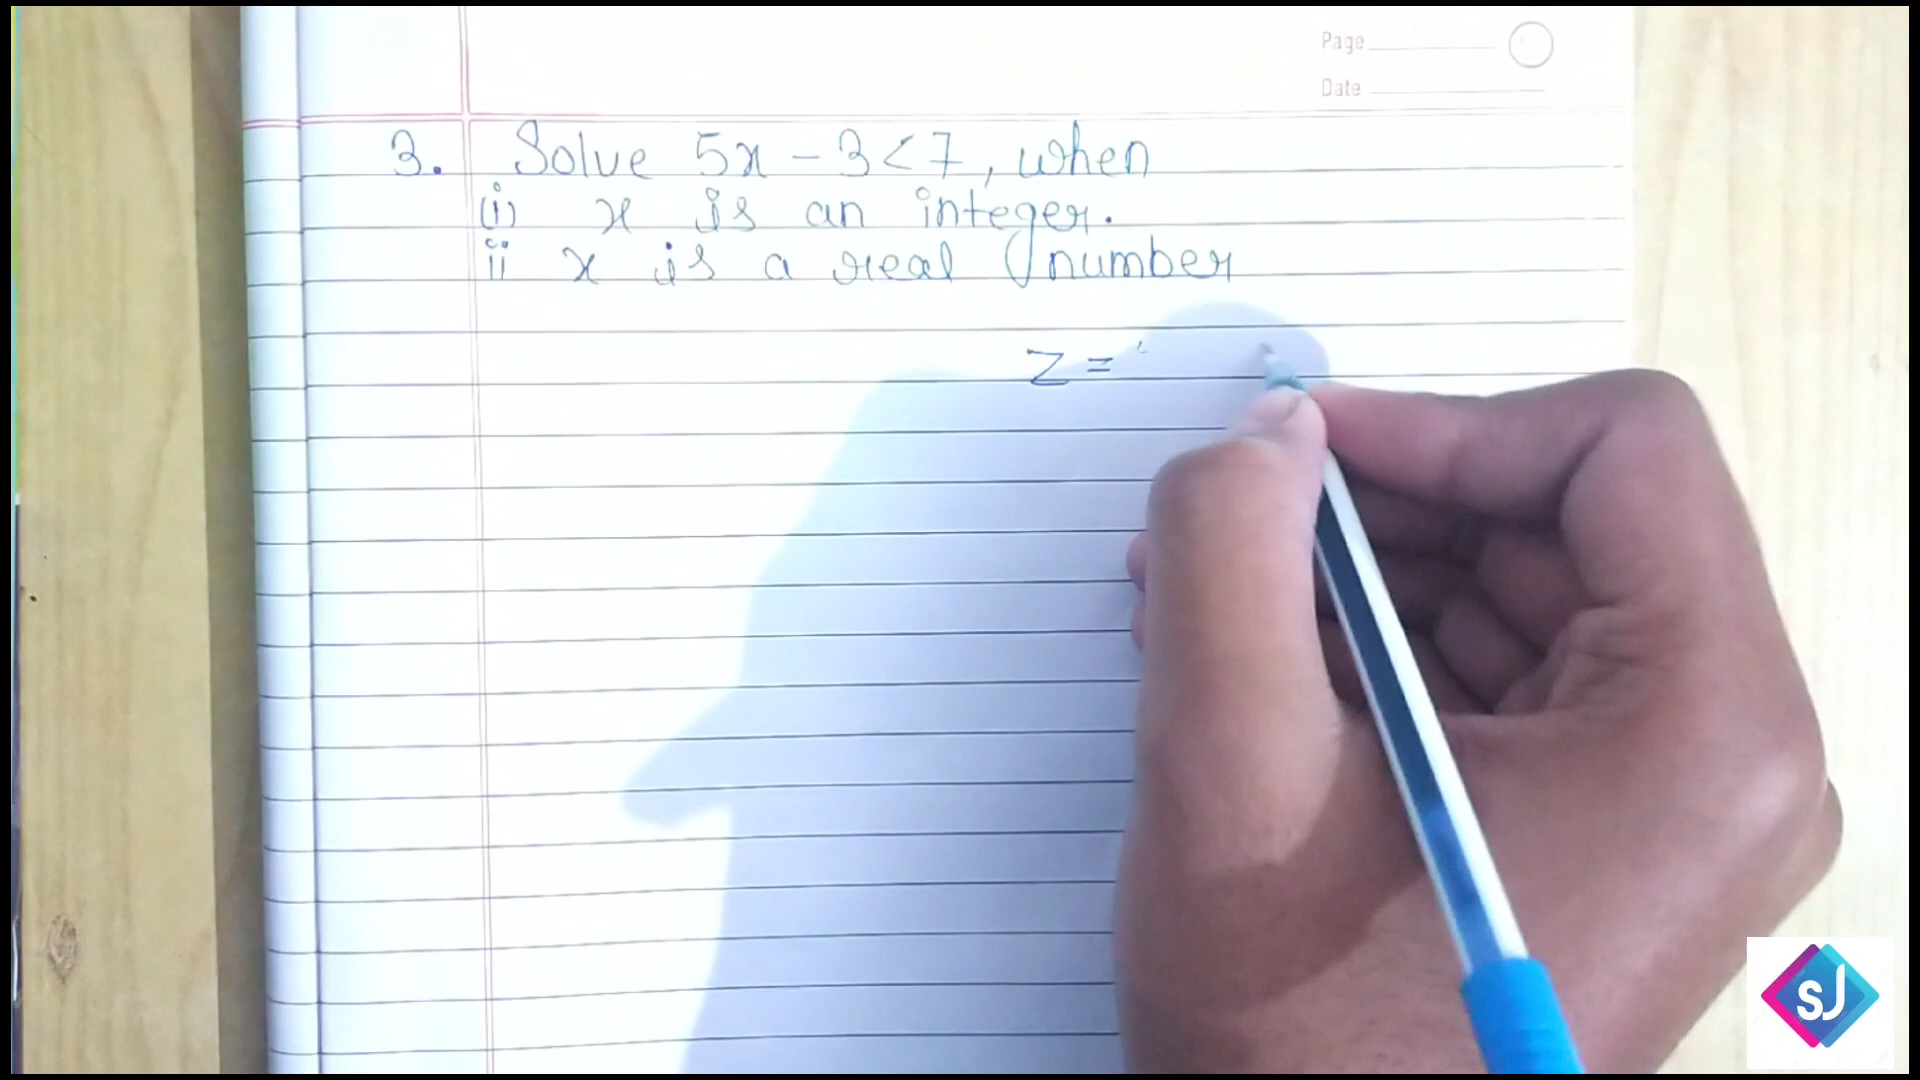 Page
Date
3. Solve 5x - 3 < 7, when
(i) x is an integer.
ii x is a real number
Z =
SJ